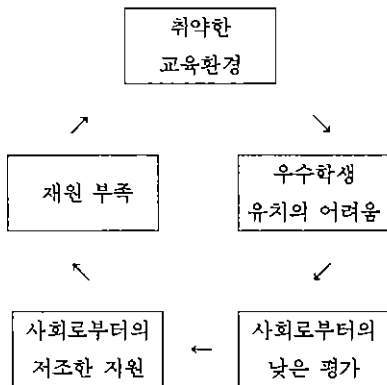 취약한
교육환경
우수학생
유치의 어려움
사회로부터의
낮은 평가
←
사회로부터의
저조한 지원
재원 부족